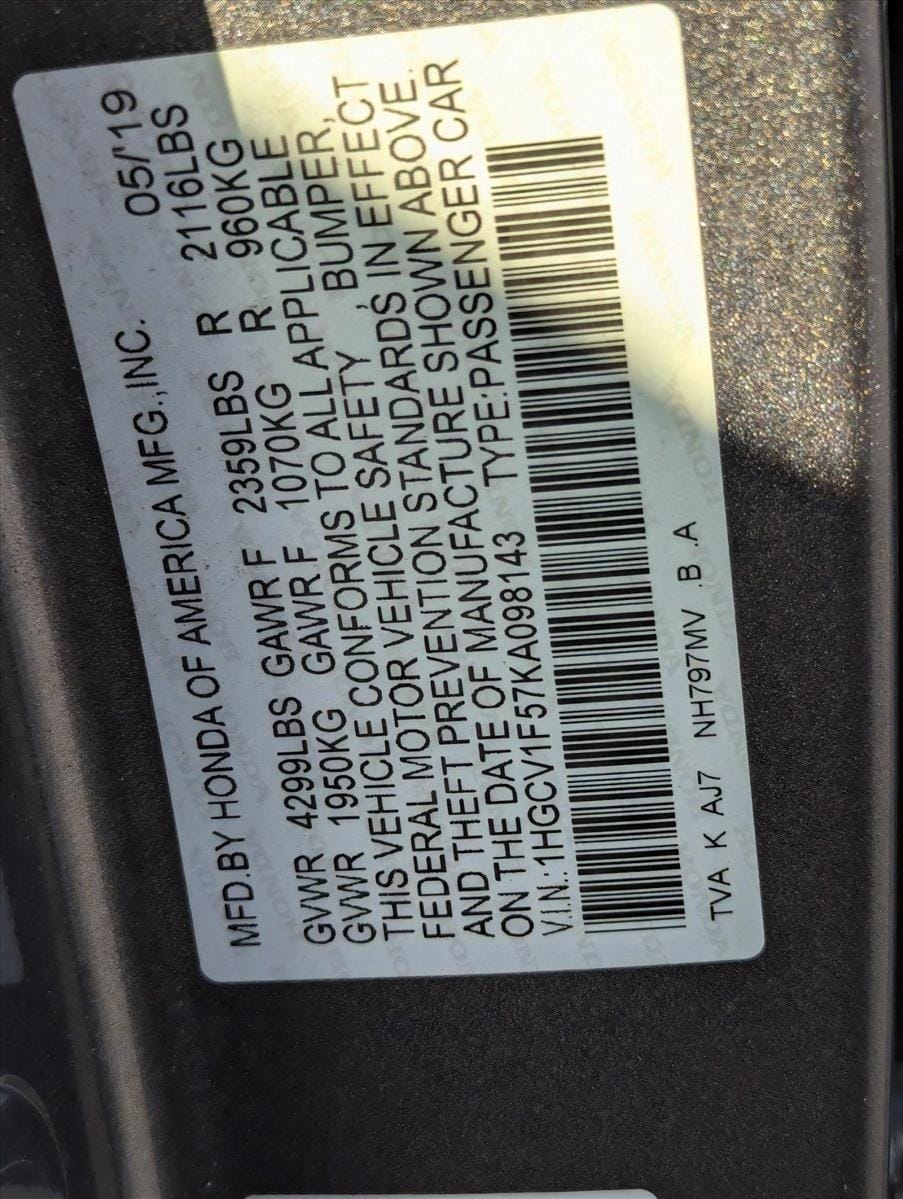 MFD.BY HONDA OF AMERICA MFG.,INC. 05/'19
GVWR 4299LBS GAWR F 2359LBS R 2116LBS
GVWR 1950KG GAWR F 1070KG R 960KG
THIS VEHICLE CONFORMS TO ALL APPLICABLE
FEDERAL MOTOR VEHICLE SAFETY, BUMPER,
AND THEFT PREVENTION STANDARDS IN EFFECT
ON THE DATE OF MANUFACTURE SHOWN ABOVE.
V.I.N.:1HGCV1F57KA098143 TYPE:PASSENGER CAR
TVA K AJ7 NH797MV .B .A